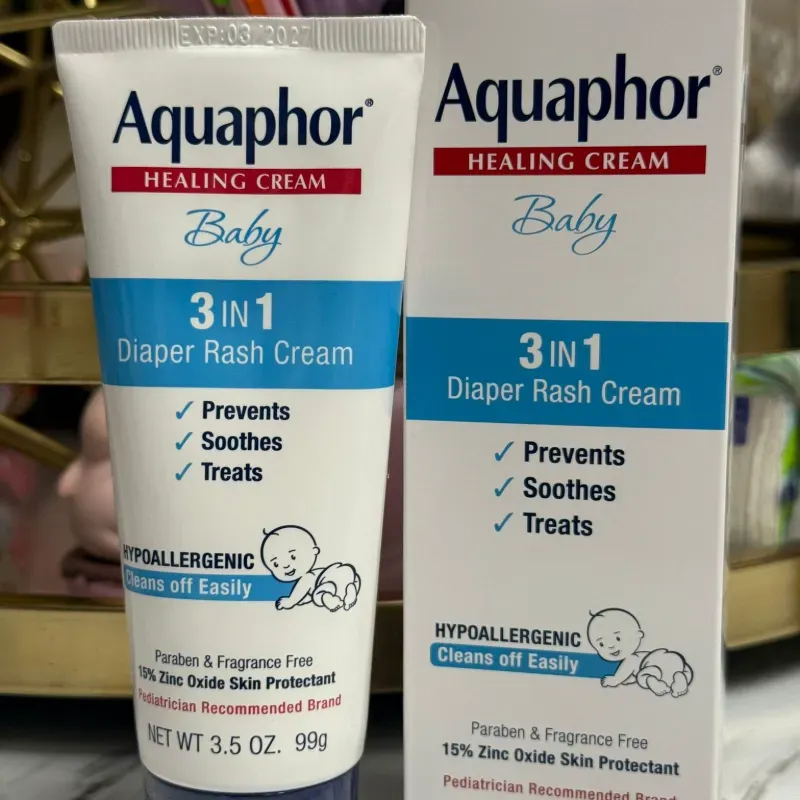 EXP:03/2027
Aquaphor®
HEALING CREAM
Baby
3 IN 1
Diaper Rash Cream
✓ Prevents
✓ Soothes
✓ Treats
HYPOALLERGENIC
Cleans off Easily
Paraben & Fragrance Free
15% Zinc Oxide Skin Protectant
Pediatrician Recommended Brand
NET WT 3.5 OZ. 99g
Aquaphor®
HEALING CREAM
Baby
3 IN 1
Diaper Rash Cream
✓ Prevents
✓ Soothes
✓ Treats
HYPOALLERGENIC
Cleans off Easily
Paraben & Fragrance Free
15% Zinc Oxide Skin Protectant
Pediatrician Recommended Brand